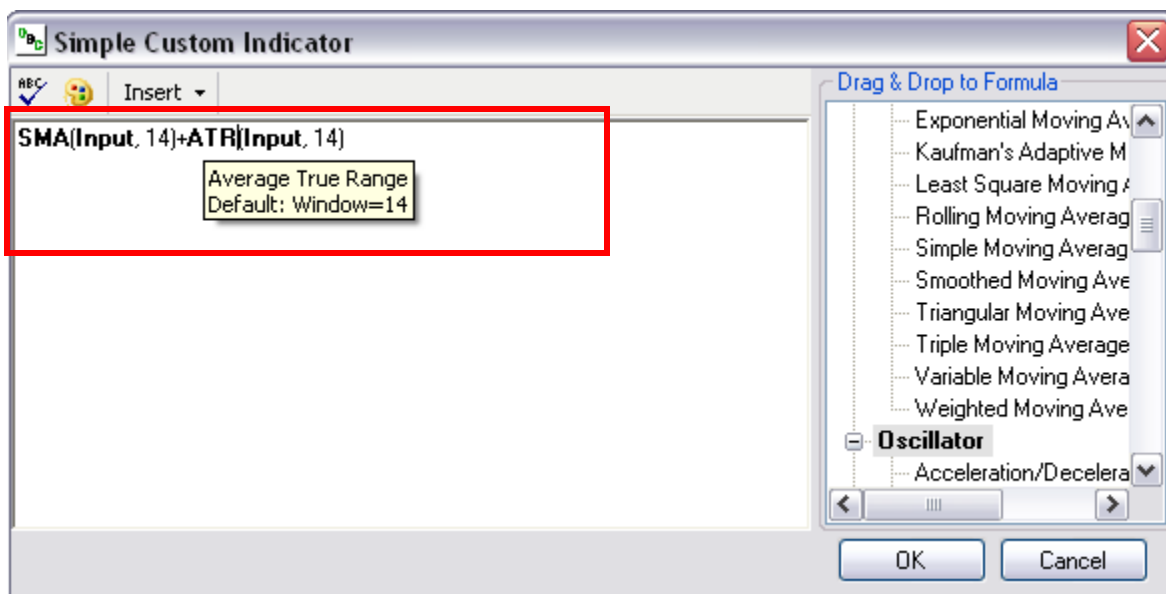 Simple Custom Indicator
ABC Insert
SMA(Input, 14)+ATR(Input, 14)
Average True Range
Default: Window=14
Drag & Drop to Formula
Exponential Moving Av
Kaufman's Adaptive M
Least Square Moving A
Rolling Moving Averag
Simple Moving Averag
Smoothed Moving Ave
Triangular Moving Ave
Triple Moving Average
Variable Moving Avera
Weighted Moving Ave
Oscillator
Acceleration/Decelera
OK Cancel